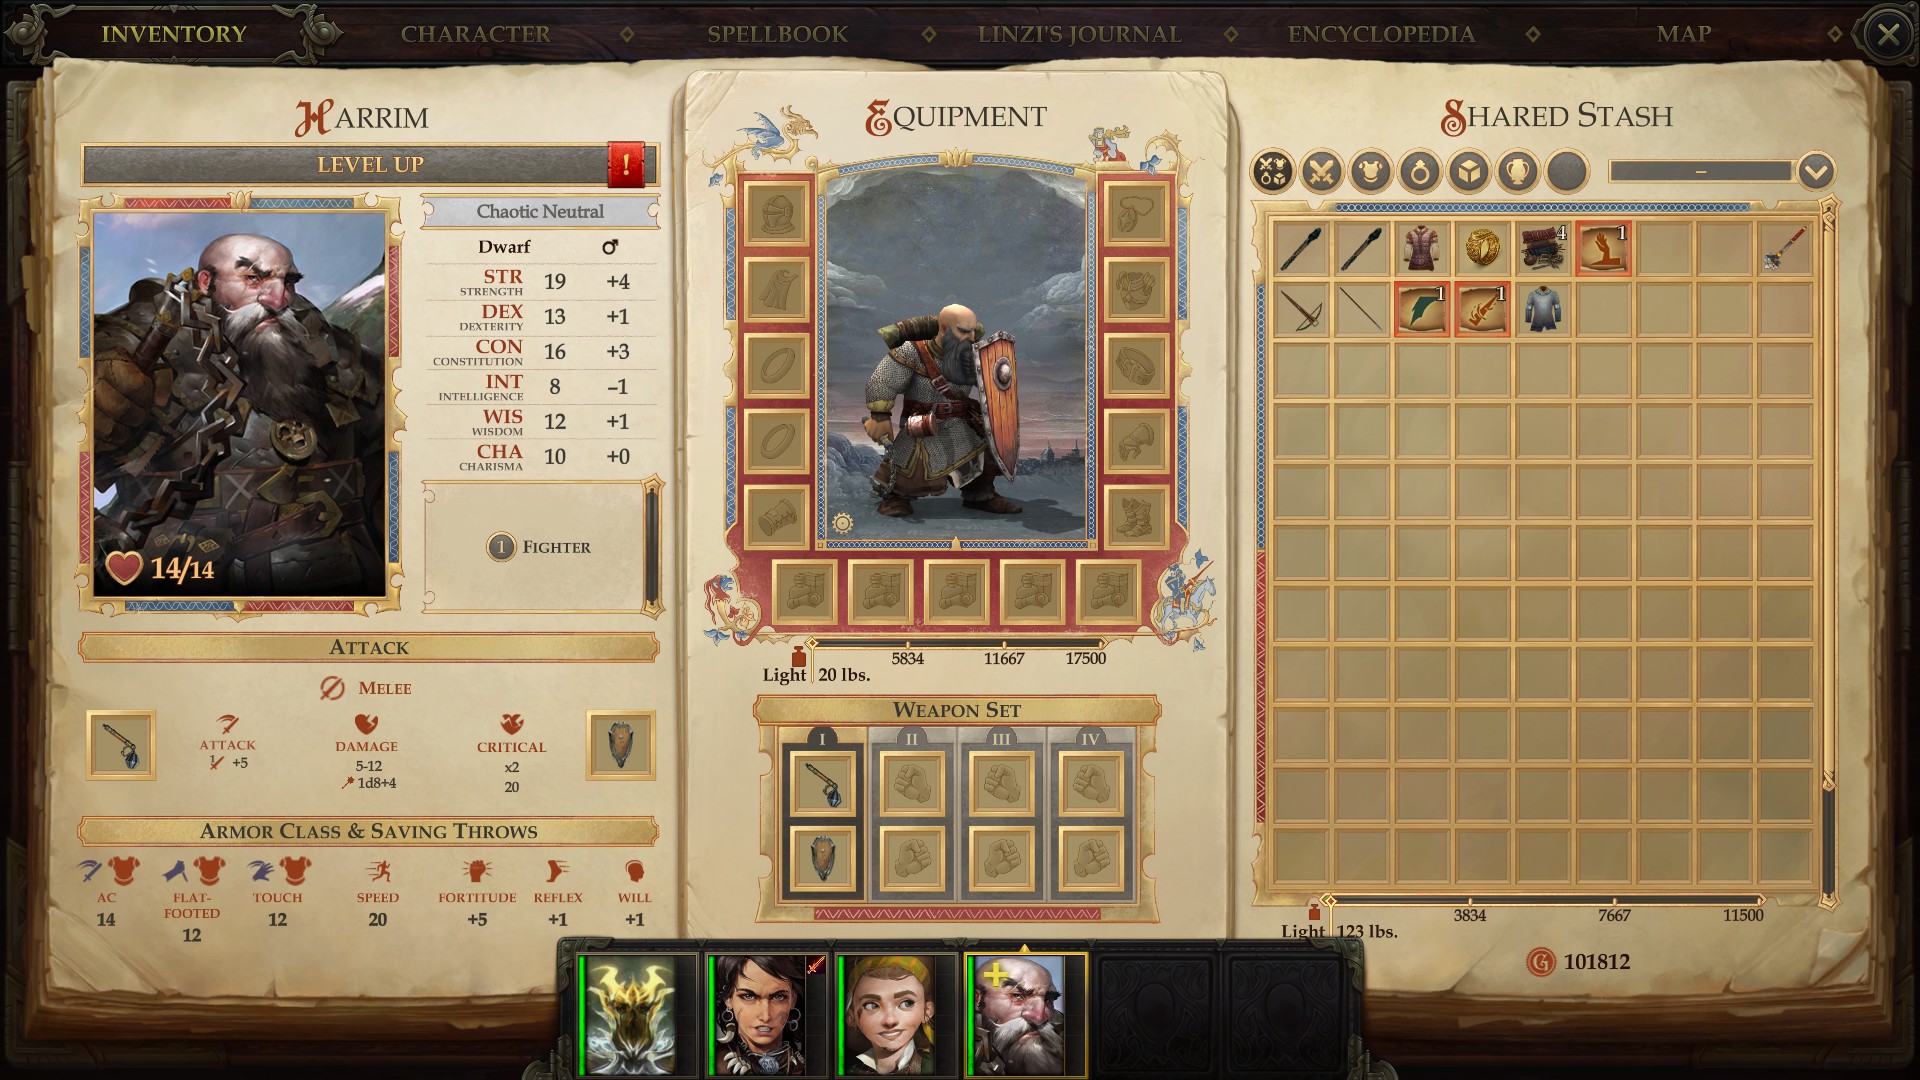 INVENTORY
CHARACTER
SPELLBOOK
LINZI'S JOURNAL
ENCYCLOPEDIA
MAP
HARRIM
LEVEL UP
!
Chaotic Neutral
Dwarf ♂
STR 19 +4
STRENGTH
DEX 13 +1
DEXTERITY
CON 16 +3
CONSTITUTION
INT 8 –1
INTELLIGENCE
WIS 12 +1
WISDOM
CHA 10 +0
CHARISMA
1 FIGHTER
14/14
ATTACK
MELEE
ATTACK
1 +5
DAMAGE
5-12
1d8+4
CRITICAL
x2
20
ARMOR CLASS & SAVING THROWS
AC
14
FLAT-
FOOTED
12
TOUCH
12
SPEED
20
FORTITUDE
+5
REFLEX
+1
WILL
+1
EQUIPMENT
5834 11667 17500
Light 20 lbs.
WEAPON SET
I II III IV
SHARED STASH
–
4 1
1 1
3834 7667 11500
Light 123 lbs.
G 101812